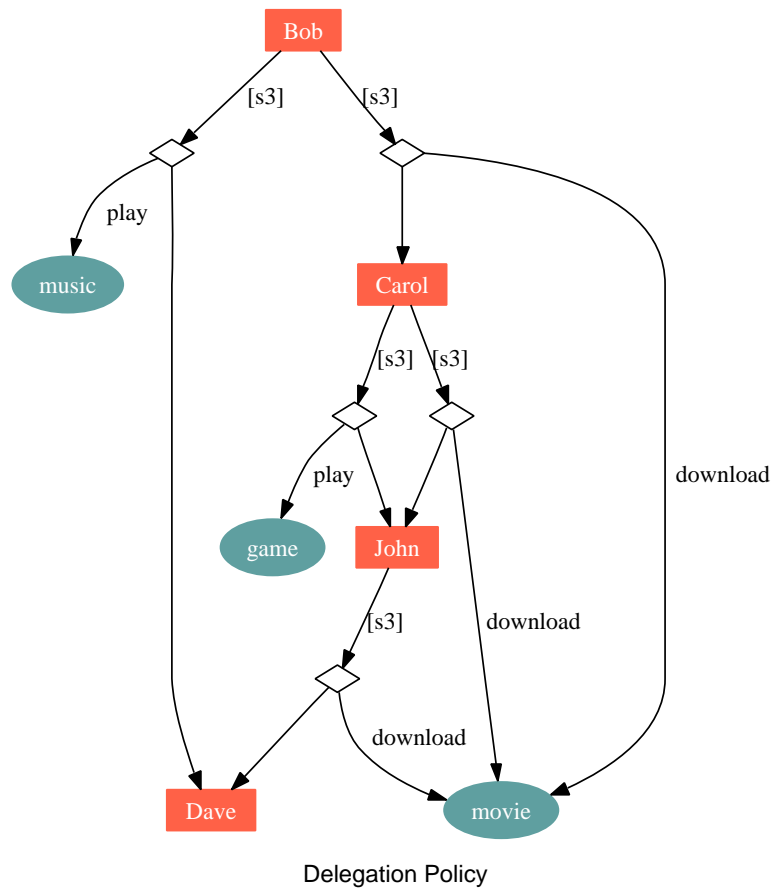 Bob
[s3]
[s3]
play
music
Carol
[s3]
[s3]
play
download
game
John
[s3]
download
download
Dave
movie
Delegation Policy